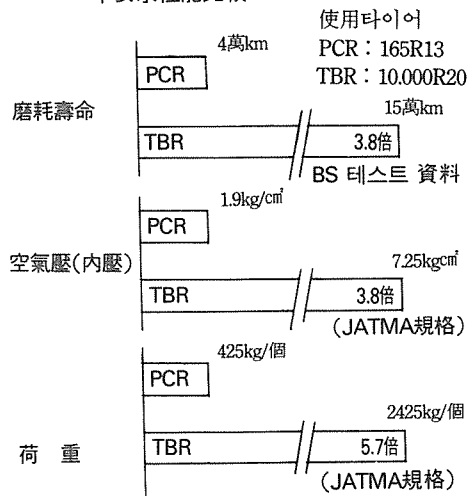 使用타이어
4萬km
PCR : 165R13
PCR
TBR : 10.000R20
磨耗壽命
15萬km
TBR 3.8倍
BS 테스트 資料
1.9kg/㎠
PCR
空氣壓(内壓)
7.25kg㎠
TBR 3.8倍
(JATMA規格)
425kg/個
PCR
2425kg/個
荷 重
TBR 5.7倍
(JATMA規格)